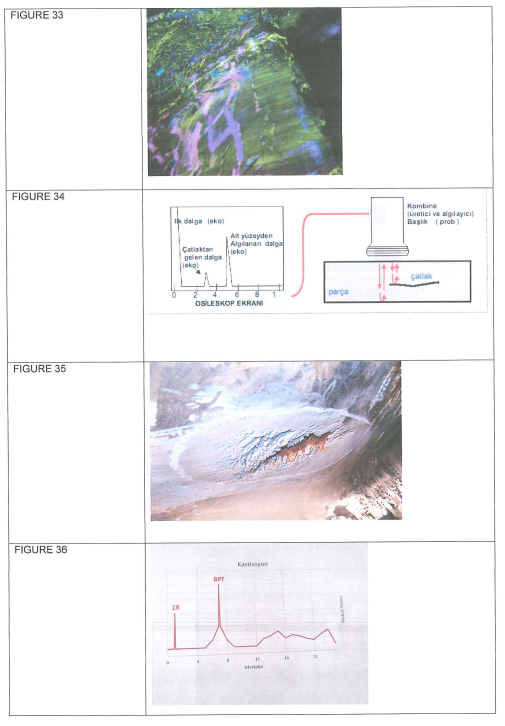 FIGURE 33
FIGURE 34
İlk dalga (eko)
Alt yüzeyden
Algılanan dalga
(eko)
Çatlaktan
gelen dalga
(eko)
0 2 4 6 8 1
OSİLESKOP EKRANI
Kombine
(üretici ve algılayıcı)
Başlık ( prob )
parça
çatlak
FIGURE 35
FIGURE 36
Kavitasyon
BPF
1X
Mertebe